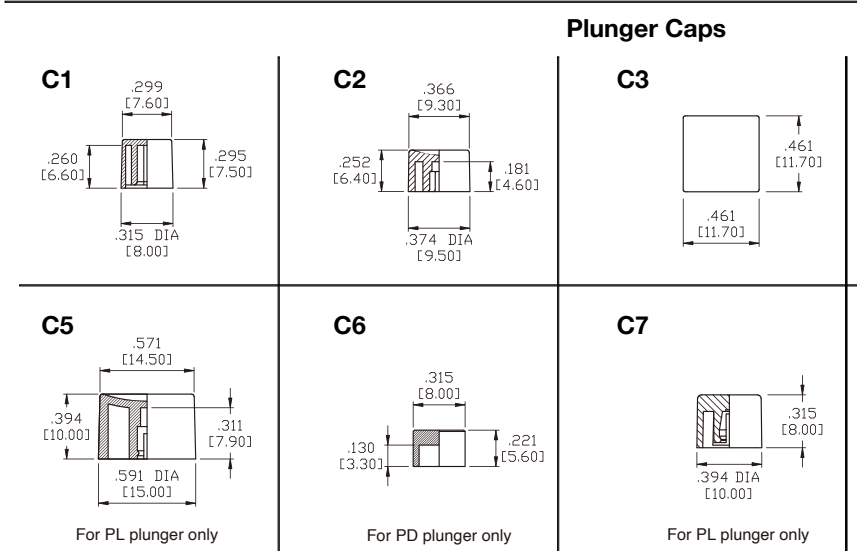 Plunger Caps
C1
.299
[7.60]
.260
[6.60]
.295
[7.50]
.315 DIA
[8.00]
C2
.366
[9.30]
.252
[6.40]
.181
[4.60]
.374 DIA
[9.50]
C3
.461
[11.70]
.461
[11.70]
C5
.571
[14.50]
.394
[10.00]
.311
[7.90]
.591 DIA
[15.00]
For PL plunger only
C6
.315
[8.00]
.130
[3.30]
.221
[5.60]
For PD plunger only
C7
.315
[8.00]
.394 DIA
[10.00]
For PL plunger only